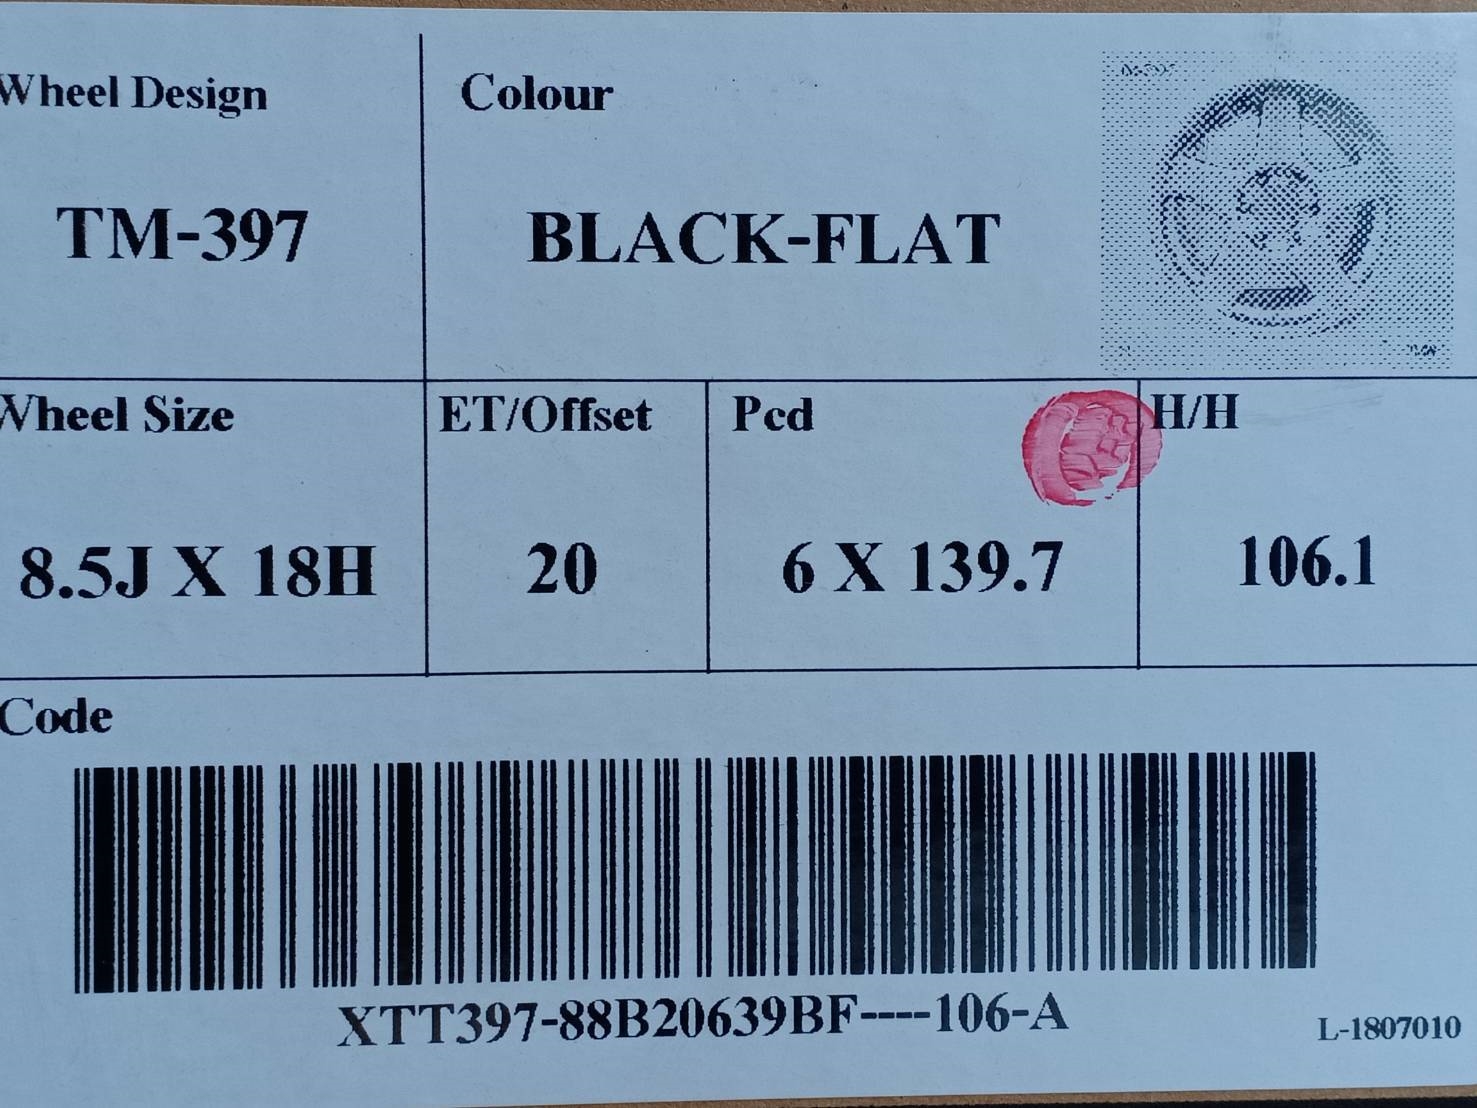 Wheel Design
Colour
TM-397
BLACK-FLAT
Wheel Size
ET/Offset
Pcd
H/H
8.5J X 18H
20
6 X 139.7
106.1
Code
XTT397-88B20639BF----106-A
L-1807010